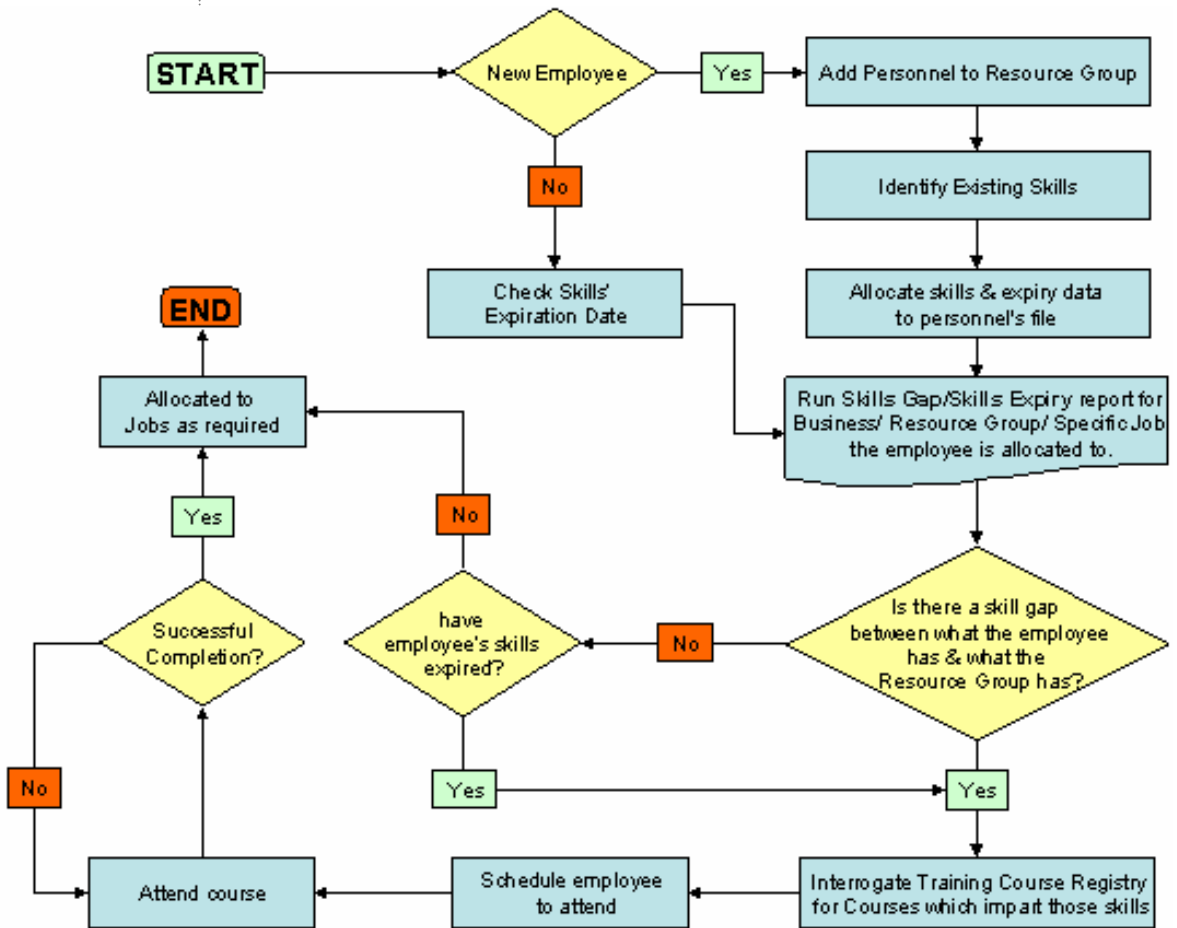 START
New Employee
Yes
Add Personnel to Resource Group
No
Identify Existing Skills
Check Skills'
Expiration Date
Allocate skills & expiry data
to personnel's file
END
Allocated to
Jobs as required
Run Skills Gap/Skills Expiry report for
Business/ Resource Group/ Specific Job
the employee is allocated to.
Yes
No
Is there a skill gap
between what the employee
has & what the
Resource Group has?
No
have
employee's skills
expired?
Successful
Completion?
No
Yes
Yes
Interrogate Training Course Registry
for Courses which impart those skills
Schedule employee
to attend
Attend course